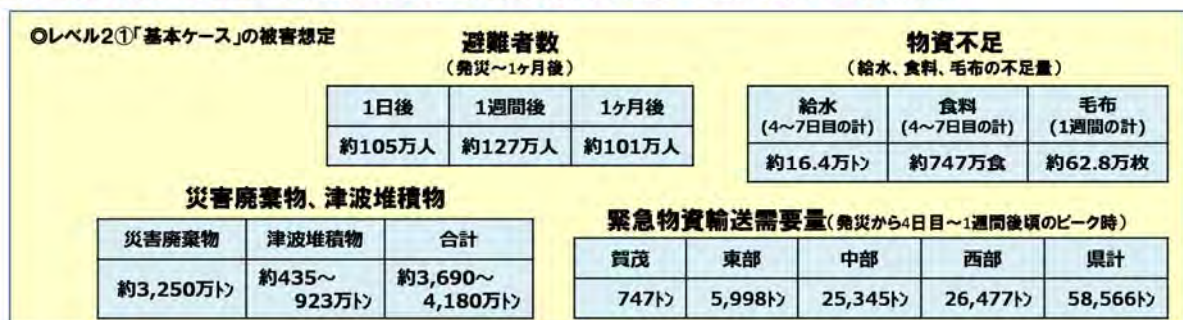 ◎レベル2①「基本ケース」の被害想定
避難者数
(発災~1ヶ月後)
1日後 1週間後 1ヶ月後
約105万人 約127万人 約101万人
物資不足
(給水、食料、毛布の不足量)
給水 食料 毛布
(4~7日目の計) (4~7日目の計) (1週間の計)
約16.4万㌧ 約747万食 約62.8万枚
災害廃棄物、津波堆積物
災害廃棄物 津波堆積物 合計
約3,250万㌧ 約435~ 約3,690~
923万㌧ 4,180万㌧
緊急物資輸送需要量(発災から4日目~1週間後頃のピーク時)
賀茂 東部 中部 西部 県計
747㌧ 5,998㌧ 25,345㌧ 26,477㌧ 58,566㌧